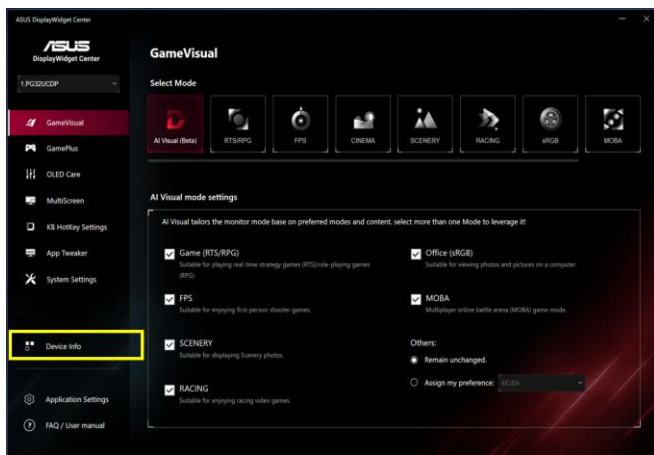 ASUS DisplayWidget Center
ASUS
DisplayWidget Center
1.PG32UCDP
GameVisual
GamePlus
OLED Care
MultiScreen
KB HotKey Settings
App Tweaker
System Settings
Device Info
Application Settings
FAQ / User manual
GameVisual
Select Mode
AI Visual (Beta)
RTS/RPG
FPS
CINEMA
SCENERY
RACING
sRGB
MOBA
AI Visual mode settings
AI Visual tailors the monitor mode base on preferred modes and content. select more than one Mode to leverage it!
Game (RTS/RPG)
Suitable for playing real-time strategy games (RTS)/role-playing games
(RPG).
FPS
Suitable for enjoying first-person shooter games.
SCENERY
Suitable for displaying Scenery photos.
RACING
Suitable for enjoying racing video games.
Office (sRGB)
Suitable for viewing photos and pictures on a computer.
MOBA
Multiplayer online battle arena (MOBA) game mode.
Others:
Remain unchanged.
Assign my preference: MOBA